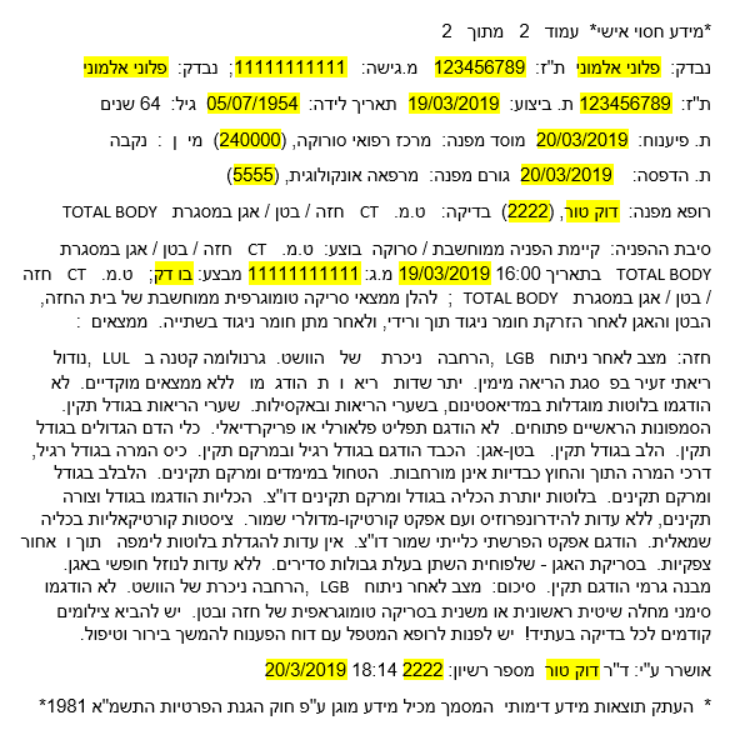 *מידע חסוי אישי* עמוד 2 מתוך 2
נבדק: פלוני אלמוני ת"ז: 123456789 מ.גישה: 11111111111; נבדק: פלוני אלמוני
ת"ז: 123456789 ת. ביצוע: 19/03/2019 תאריך לידה: 05/07/1954 גיל: 64 שנים
ת. פיענוח: 20/03/2019 מוסד מפנה: מרכז רפואי סורוקה, (240000) מי ן : נקבה
ת. הדפסה: 20/03/2019 גורם מפנה: מרפאה אונקולוגית, (5555)
רופא מפנה: דוק טור, (2222) בדיקה: ט.מ. CT חזה / בטן / אגן במסגרת TOTAL BODY
סיבת ההפניה: קיימת הפניה ממוחשבת / סרוקה בוצע: ט.מ. CT חזה / בטן / אגן במסגרת
TOTAL BODY בתאריך 19/03/2019 16:00 מ.ג: 11111111111 מבצע: בו דק; ט.מ. CT חזה
/ בטן / אגן במסגרת TOTAL BODY ; להלן ממצאי סריקה טומוגרפית ממוחשבת של בית החזה,
הבטן והאגן לאחר הזרקת חומר ניגוד תוך ורידי, ולאחר מתן חומר ניגוד בשתייה. ממצאים :
חזה: מצב לאחר ניתוח LGB ,הרחבה ניכרת של הוושט. גרנולומה קטנה ב LUL ,נודול
ריאתי זעיר בפ סגת הריאה מימין. יתר שדות ריא ו ת הודג מו ללא ממצאים מוקדיים. לא
הודגמו בלוטות מוגדלות במדיאסטינום, בשערי הריאות ובאקסילות. שערי הריאות בגודל תקין.
הסמפונות הראשיים פתוחים. לא הודגם תפליט פלאורלי או פריקרדיאלי. כלי הדם הגדולים בגודל
תקין. הלב בגודל תקין. בטן-אגן: הכבד הודגם בגודל רגיל ובמרקם תקין. כיס המרה בגודל רגיל,
דרכי המרה התוך והחוץ כבדיות אינן מורחבות. הטחול במימדים ומרקם תקינים. הלבלב בגודל
ומרקם תקינים. בלוטות יותרת הכליה בגודל ומרקם תקינים דו"צ. הכליות הודגמו בגודל וצורה
תקינים, ללא עדות להידרונפרוזיס ועם אפקט קורטיקו-מדולרי שמור. ציסטות קורטיקאליות בכליה
שמאלית. הודגם אפקט הפרשתי כלייתי שמור דו"צ. אין עדות להגדלת בלוטות לימפה תוך ו אחור
צפקיות. בסריקת האגן - שלפוחית השתן בעלת גבולות סדירים. ללא עדות לנוזל חופשי באגן.
מבנה גרמי הודגם תקין. סיכום: מצב לאחר ניתוח LGB ,הרחבה ניכרת של הוושט. לא הודגמו
סימני מחלה שיטית ראשונית או משנית בסריקה טומוגראפית של חזה ובטן. יש להביא צילומים
קודמים לכל בדיקה בעתיד! יש לפנות לרופא המטפל עם דוח הפענוח להמשך בירור וטיפול.
אושרר ע"י: ד"ר דוק טור מספר רשיון: 2222 18:14 20/3/2019
* העתק תוצאות מידע דימותי המסמך מכיל מידע מוגן ע"פ חוק הגנת הפרטיות התשמ"א 1981*